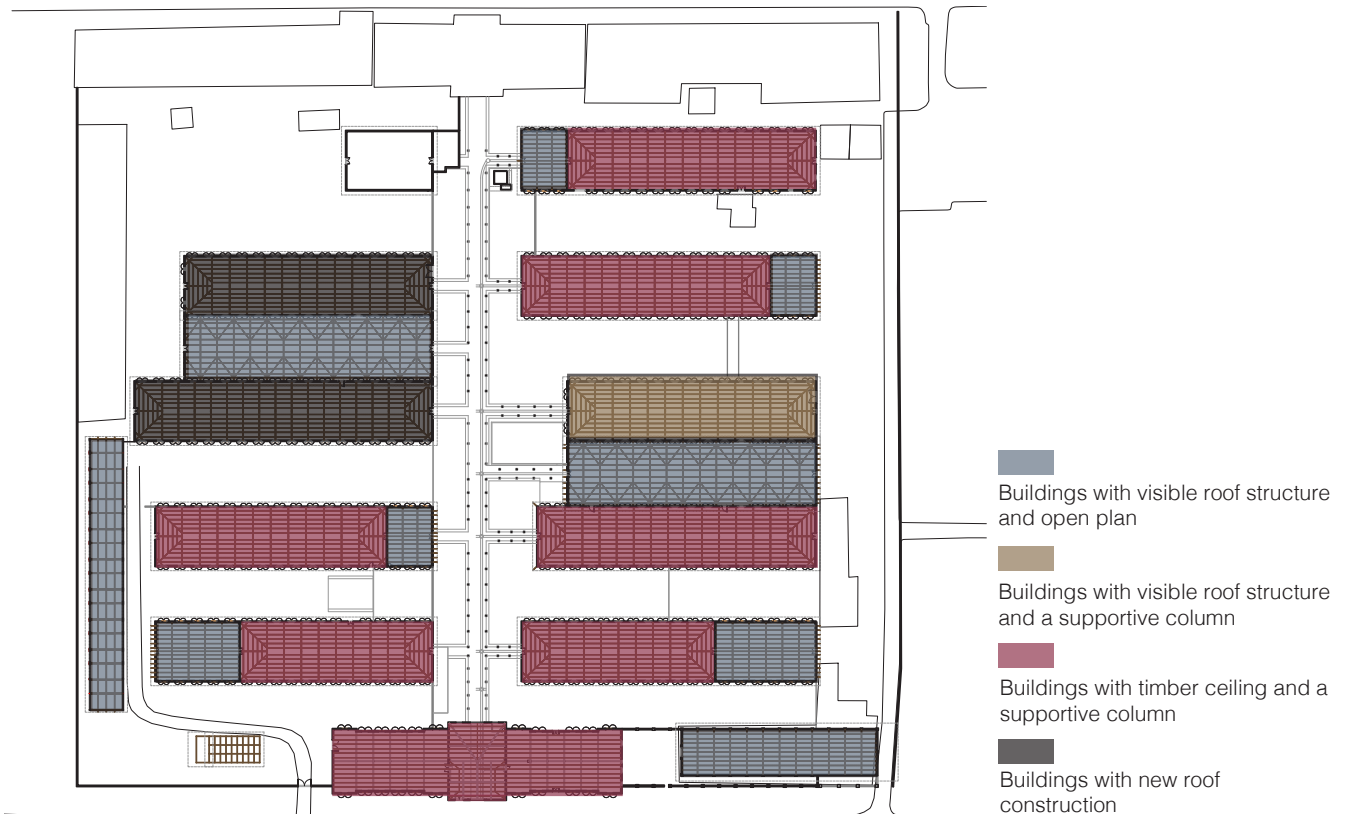 Buildings with visible roof structure
and open plan
Buildings with visible roof structure
and a supportive column
Buildings with timber ceiling and a
supportive column
Buildings with new roof
construction